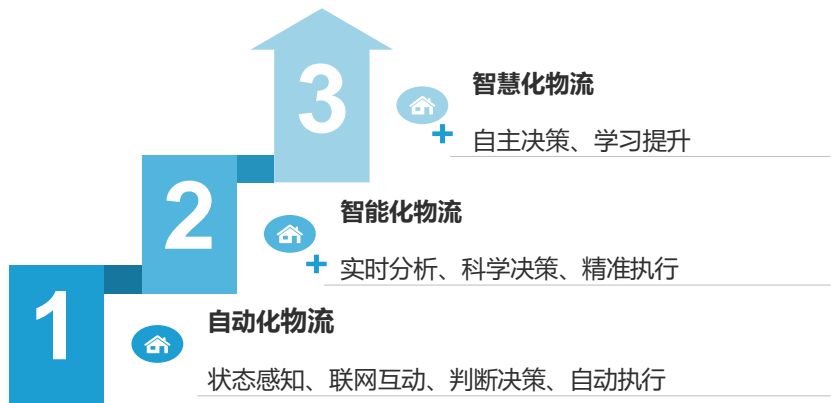 3
智慧化物流
自主决策、学习提升
2
智能化物流
实时分析、科学决策、精准执行
1
自动化物流
状态感知、联网互动、判断决策、自动执行